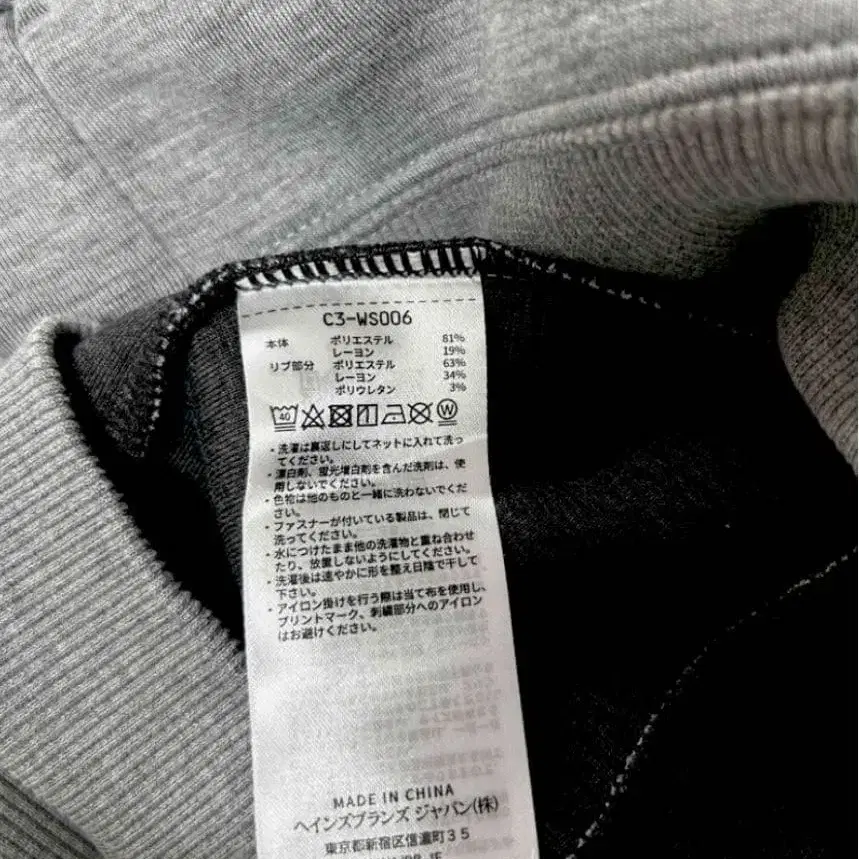 C3-WS006
本体 ポリエステル 81%
レーヨン 19%
リブ部分 ポリエステル 63%
レーヨン 34%
ポリウレタン 3%
40 W
・洗濯は裏返しにしてネットに入れて洗っ
てください。
・漂白剤、蛍光増白剤を含んだ洗剤は、使
用しないでください。
・色物は他のものと一緒に洗わないでくだ
さい。
・ファスナーが付いている製品は、閉じて
洗ってください。
・水につけたまま他の洗濯物と重ね合わせ
たり、放置しないようにしてください。
・洗濯後は速やかに形を整え日陰で干して
下さい。
・アイロン掛けを行う際は当て布を使用し、
プリントマーク、刺繍部分へのアイロン
はお避けください。
MADE IN CHINA
ヘインズブランズ ジャパン(株)
東京都新宿区信濃町35